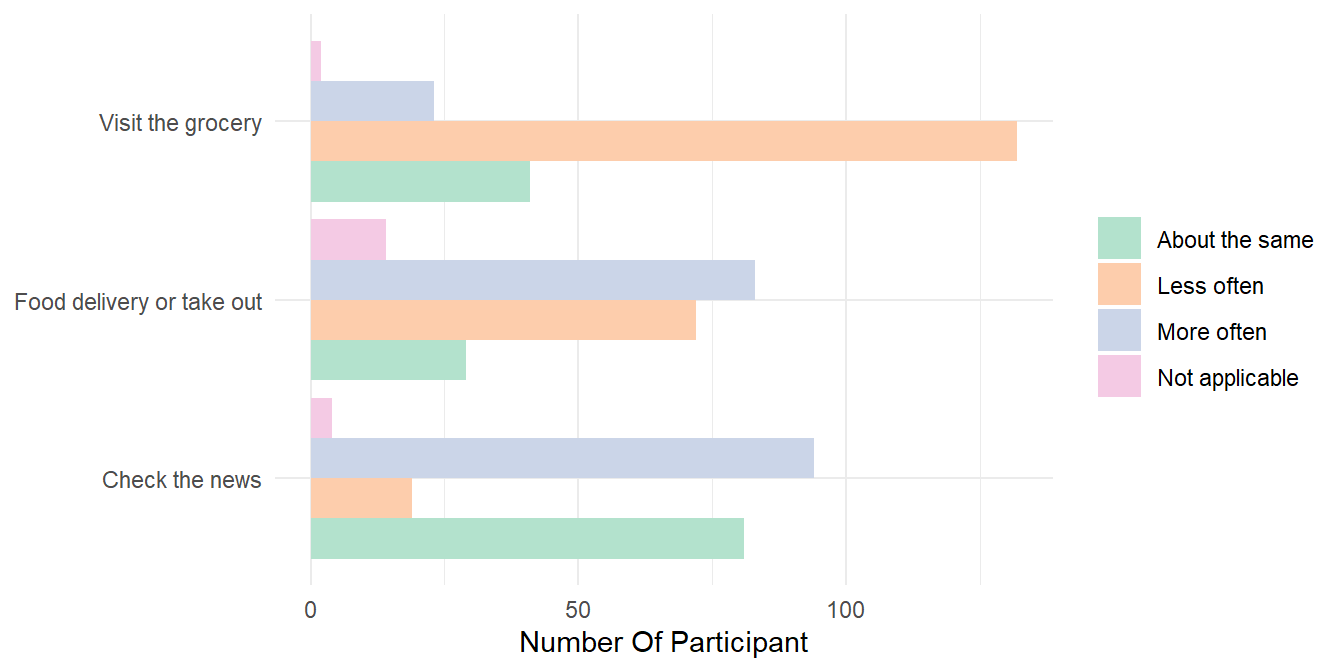 Visit the grocery
Food delivery or take out
Check the news
0 50 100
Number Of Participant
About the same
Less often
More often
Not applicable